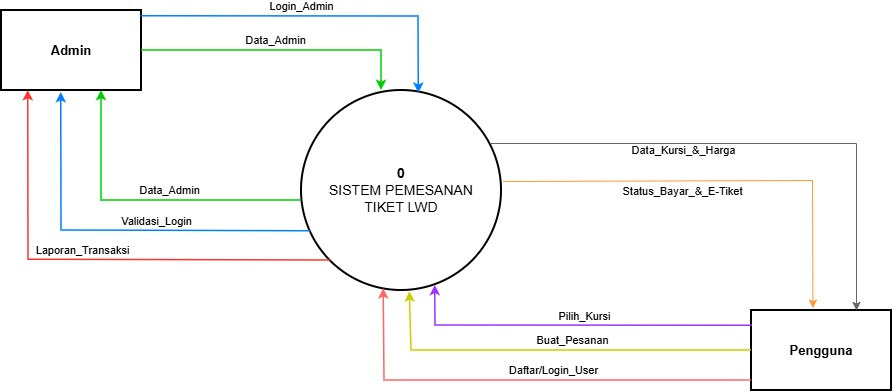 Login_Admin
Admin
Data_Admin
0
SISTEM PEMESANAN
TIKET LWD
Data_Kursi_&_Harga
Status_Bayar_&_E-Tiket
Data_Admin
Validasi_Login
Laporan_Transaksi
Pilih_Kursi
Buat_Pesanan
Pengguna
Daftar/Login_User